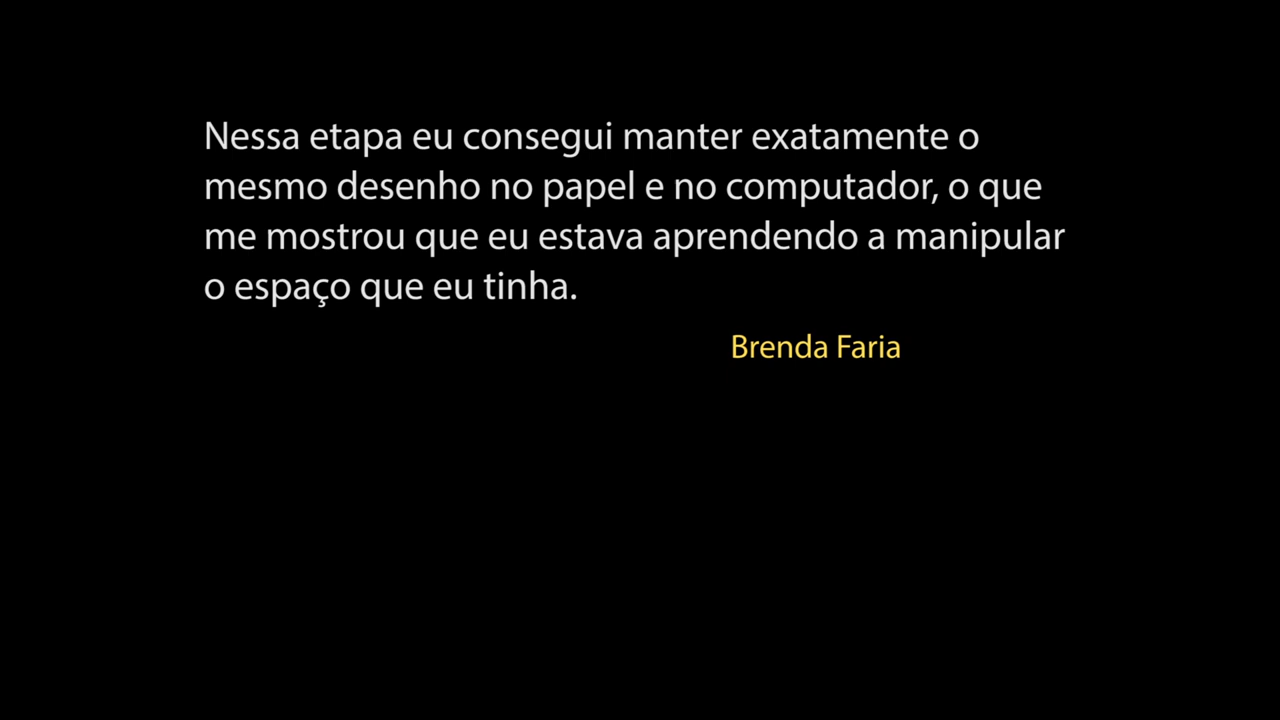 Nessa etapa eu consegui manter exatamente o
mesmo desenho no papel e no computador, o que
me mostrou que eu estava aprendendo a manipular
o espaço que eu tinha.
Brenda Faria